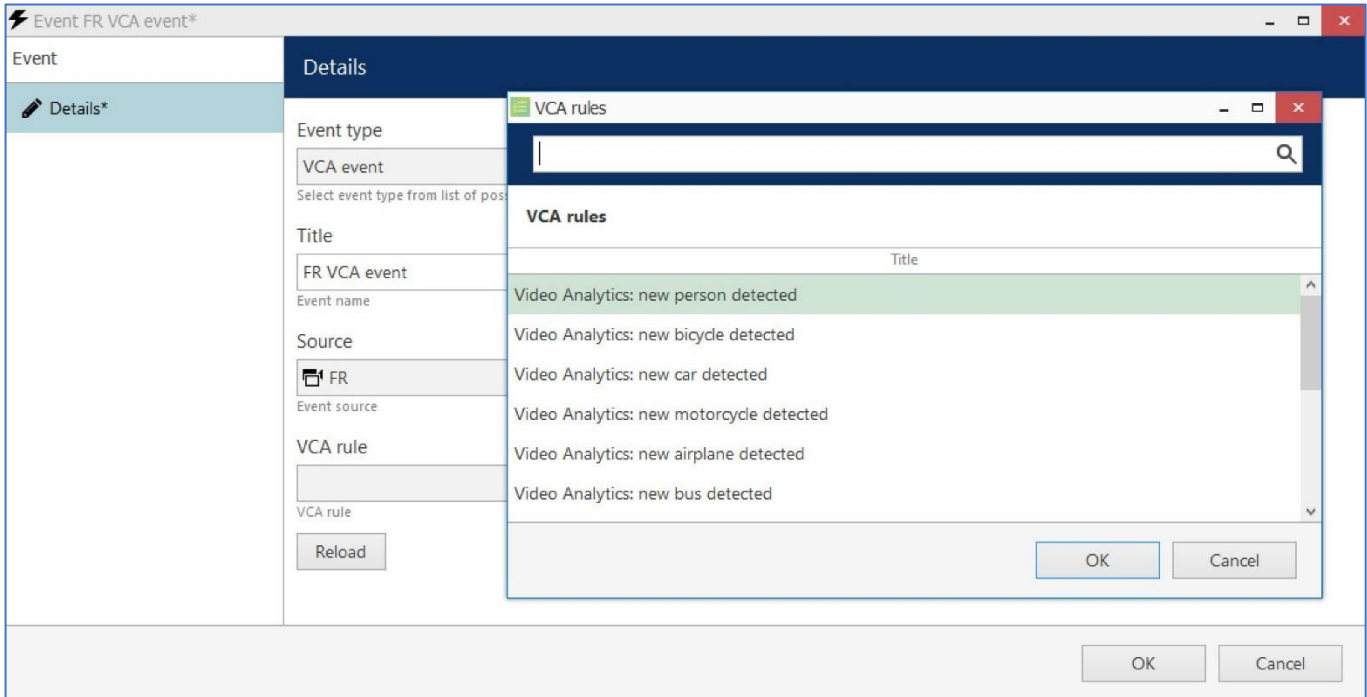 Event FR VCA event*
Event
Details*
Details
Event type
VCA event
Select event type from list of pos
Title
FR VCA event
Event name
Source
FR
Event source
VCA rule
VCA rule
Reload
VCA rules
VCA rules
Title
Video Analytics: new person detected
Video Analytics: new bicycle detected
Video Analytics: new car detected
Video Analytics: new motorcycle detected
Video Analytics: new airplane detected
Video Analytics: new bus detected
OK
Cancel
OK
Cancel